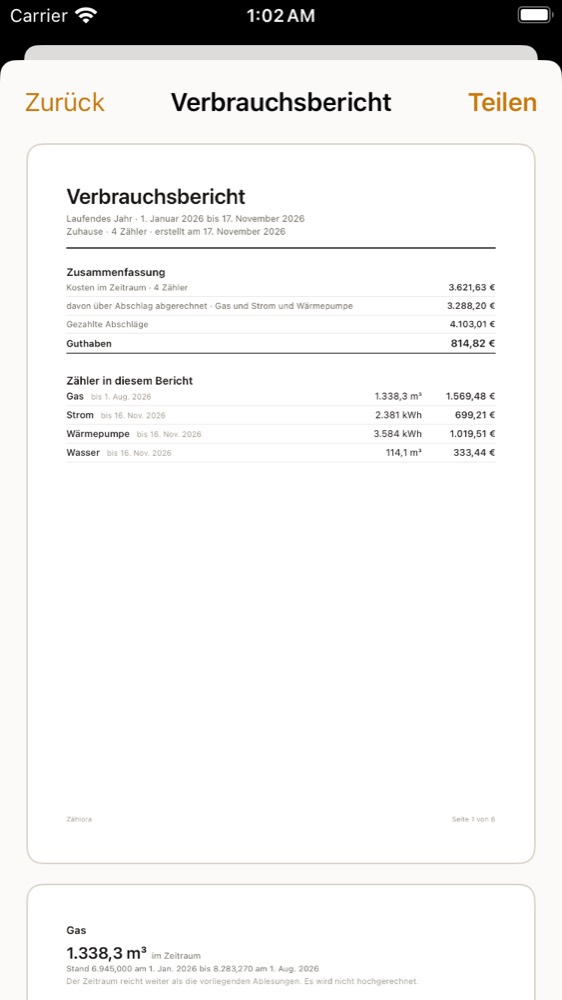 Carrier 1:02 AM
Zurück Verbrauchsbericht Teilen
Verbrauchsbericht
Laufendes Jahr · 1. Januar 2026 bis 17. November 2026
Zuhause · 4 Zähler · erstellt am 17. November 2026
Zusammenfassung
Kosten im Zeitraum · 4 Zähler 3.621,63 €
davon über Abschlag abgerechnet · Gas und Strom und Wärmepumpe 3.288,20 €
Gezahlte Abschläge 4.103,01 €
Guthaben 814,82 €
Zähler in diesem Bericht
Gas bis 1. Aug. 2026 1.338,3 m³ 1.569,48 €
Strom bis 16. Nov. 2026 2.381 kWh 699,21 €
Wärmepumpe bis 16. Nov. 2026 3.584 kWh 1.019,51 €
Wasser bis 16. Nov. 2026 114,1 m³ 333,44 €
Zählora Seite 1 von 6
Gas
1.338,3 m³ im Zeitraum
Stand 6.945,000 am 1. Jan. 2026 bis 8.283,270 am 1. Aug. 2026
Der Zeitraum reicht weiter als die vorliegenden Ablesungen. Es wird nicht hochgerechnet.